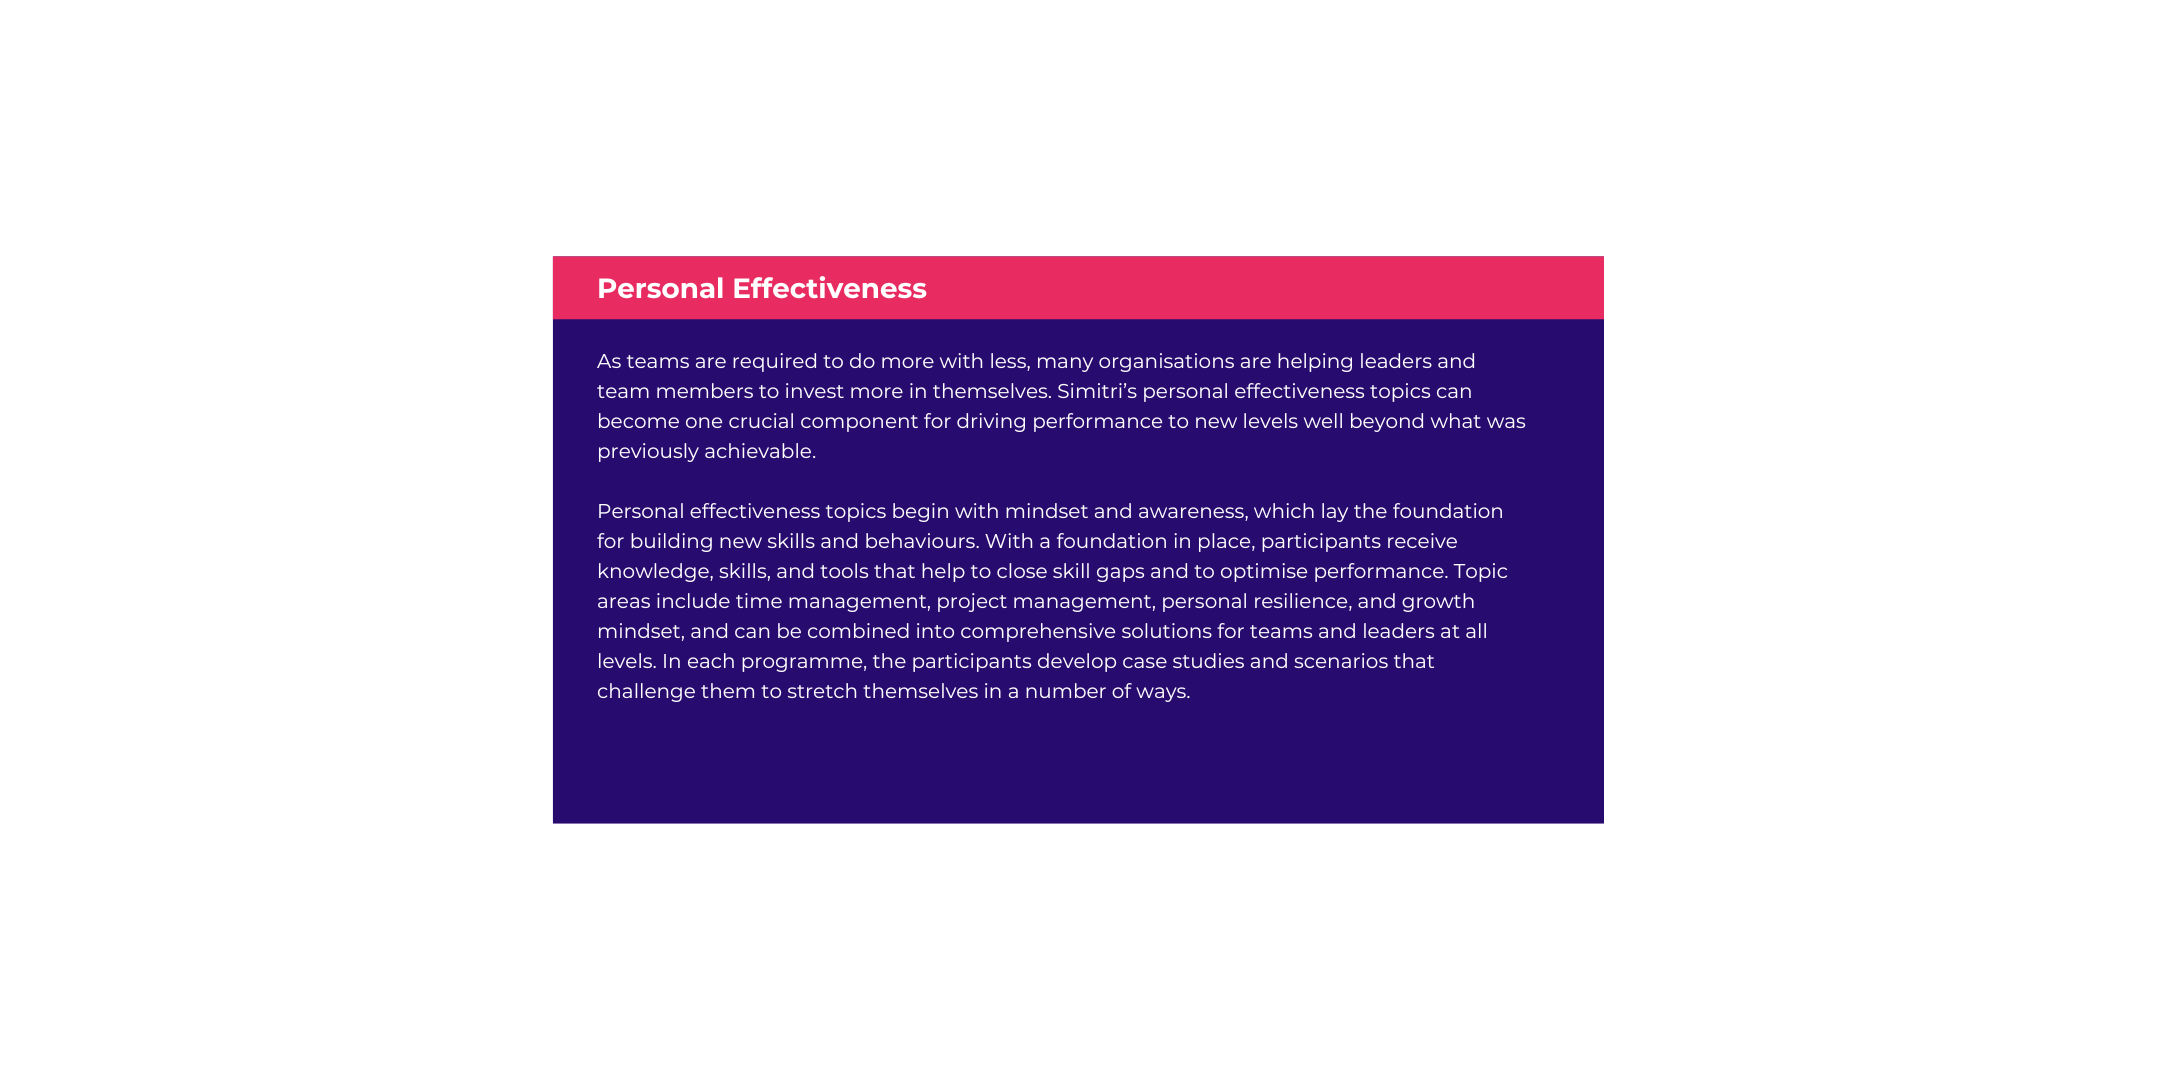 Personal Effectiveness
As teams are required to do more with less, many organisations are helping leaders and
team members to invest more in themselves. Simitri’s personal effectiveness topics can
become one crucial component for driving performance to new levels well beyond what was
previously achievable.
Personal effectiveness topics begin with mindset and awareness, which lay the foundation
for building new skills and behaviours. With a foundation in place, participants receive
knowledge, skills, and tools that help to close skill gaps and to optimise performance. Topic
areas include time management, project management, personal resilience, and growth
mindset, and can be combined into comprehensive solutions for teams and leaders at all
levels. In each programme, the participants develop case studies and scenarios that
challenge them to stretch themselves in a number of ways.